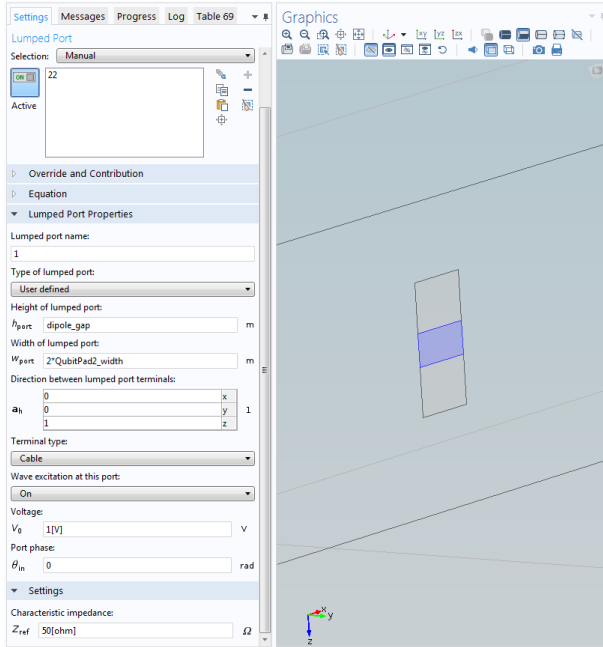 Settings Messages Progress Log Table 69
Lumped Port
Selection: Manual
ON
22
Active
Override and Contribution
Equation
Lumped Port Properties
Lumped port name:
1
Type of lumped port:
User defined
Height of lumped port:
hport dipole_gap m
Width of lumped port:
Wport 2*QubitPad2_width m
Direction between lumped port terminals:
0 x
ah 0 y 1
1 z
Terminal type:
Cable
Wave excitation at this port:
On
Voltage:
V0 1[V] V
Port phase:
θin 0 rad
Settings
Characteristic impedance:
Zref 50[ohm] Ω
Graphics
xy yz zx
x
y
z